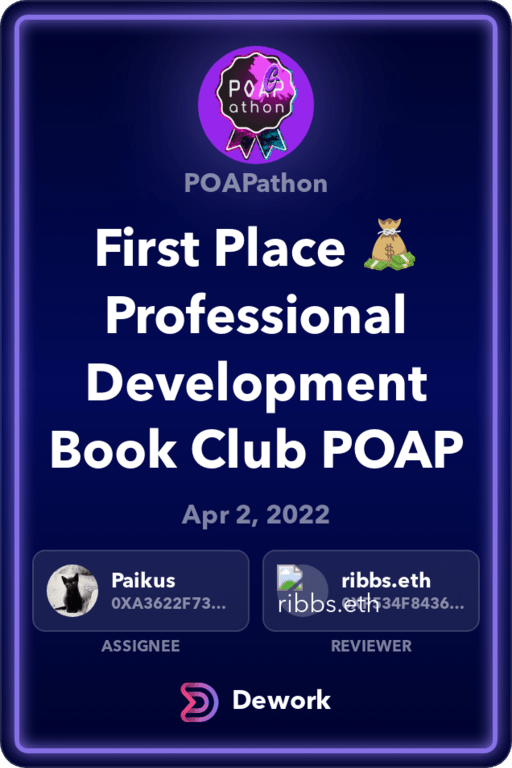 POAP
athon
POAPathon
First Place 💰
Professional
Development
Book Club POAP
Apr 2, 2022
Paikus
0XA3622F73...
ribbs.eth
ribbs.eth
ASSIGNEE
REVIEWER
Dework